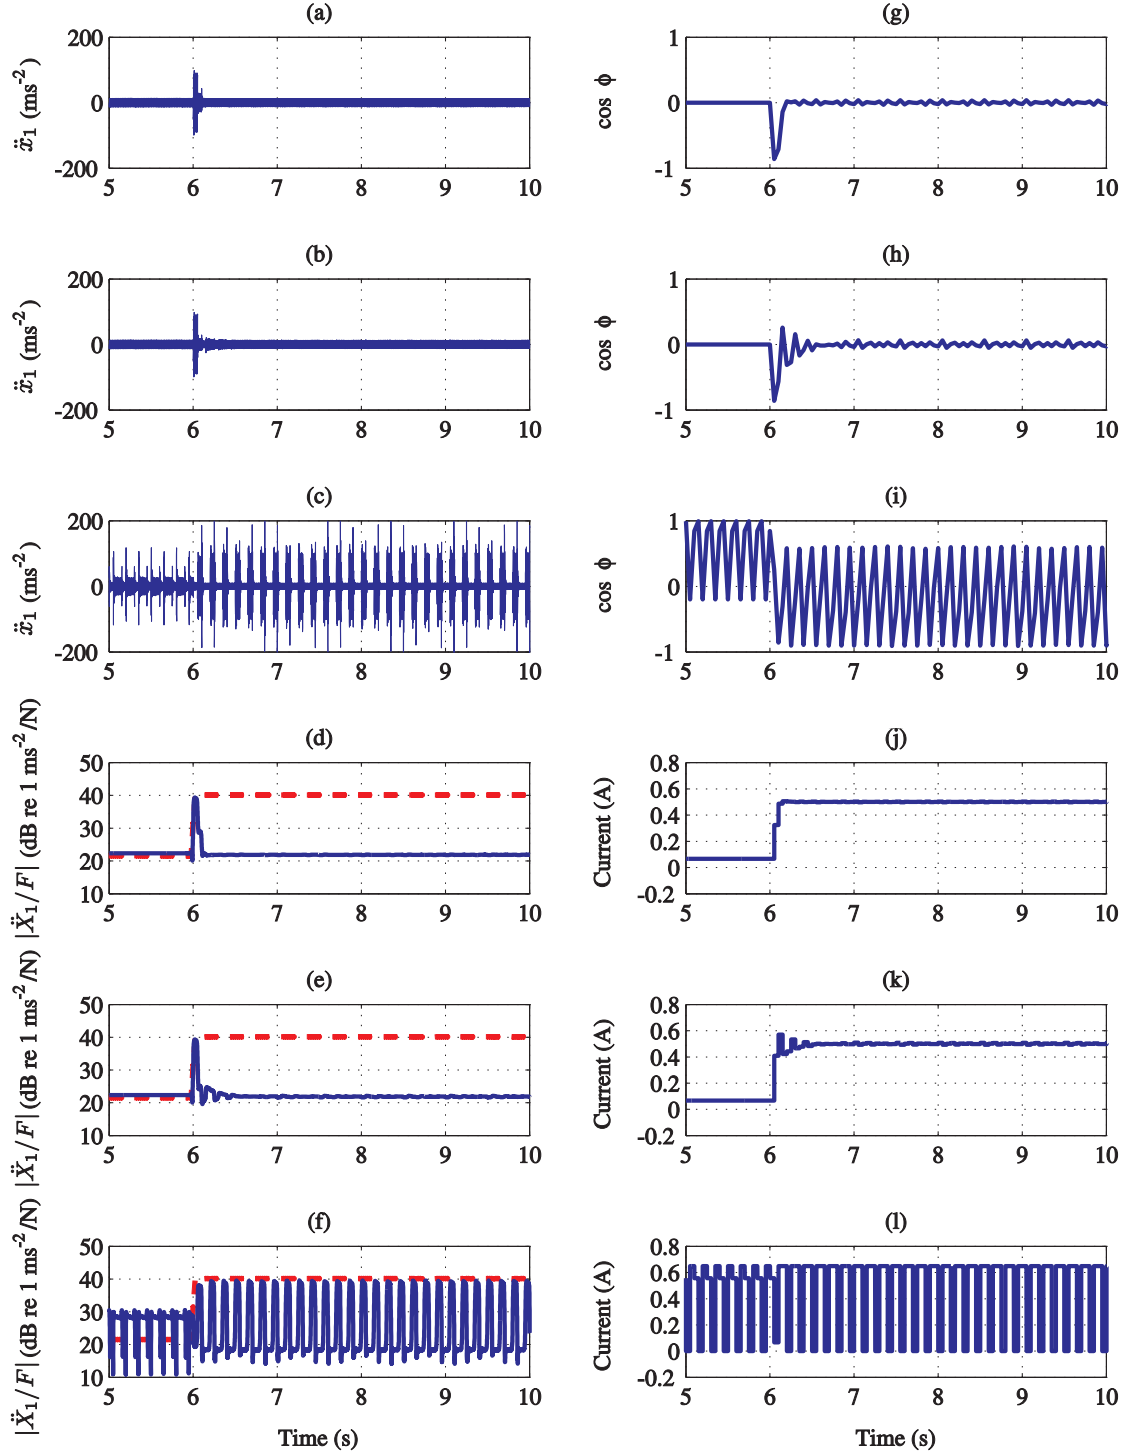 (a)
200
0
-200
ẍ₁ (ms⁻²)
5 6 7 8 9 10
(g)
1
0
-1
cos ϕ
5 6 7 8 9 10
(b)
200
0
-200
ẍ₁ (ms⁻²)
5 6 7 8 9 10
(h)
1
0
-1
cos ϕ
5 6 7 8 9 10
(c)
200
0
-200
ẍ₁ (ms⁻²)
5 6 7 8 9 10
(i)
1
0
-1
cos ϕ
5 6 7 8 9 10
(d)
50
40
30
20
10
|Ẍ₁/F| (dB re 1 ms⁻²/N)
5 6 7 8 9 10
(j)
0.8
0.6
0.4
0.2
0
-0.2
Current (A)
5 6 7 8 9 10
(e)
50
40
30
20
10
|Ẍ₁/F| (dB re 1 ms⁻²/N)
5 6 7 8 9 10
(k)
0.8
0.6
0.4
0.2
0
-0.2
Current (A)
5 6 7 8 9 10
(f)
50
40
30
20
10
|Ẍ₁/F| (dB re 1 ms⁻²/N)
5 6 7 8 9 10
Time (s)
(l)
0.8
0.6
0.4
0.2
0
-0.2
Current (A)
5 6 7 8 9 10
Time (s)